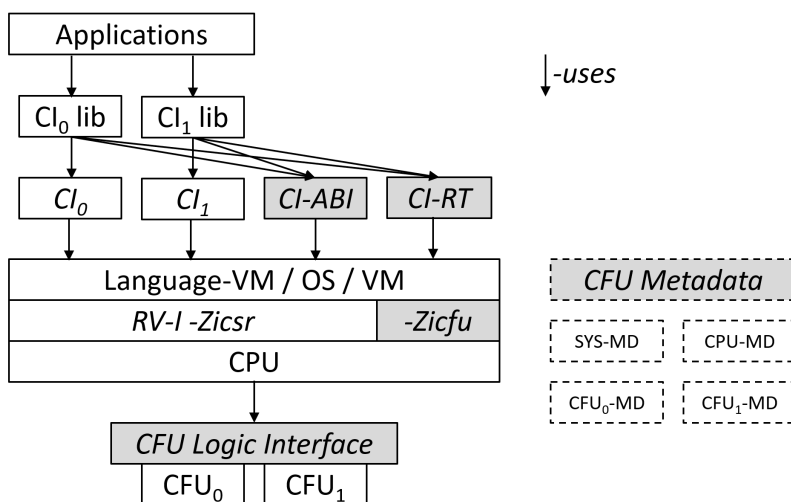 Applications
-uses
CI₀ lib CI₁ lib
CI₀ CI₁ CI-ABI CI-RT
Language-VM / OS / VM
CFU Metadata
RV-I -Zicsr -Zicfu
SYS-MD CPU-MD
CPU
CFU₀-MD CFU₁-MD
CFU Logic Interface
CFU₀ CFU₁